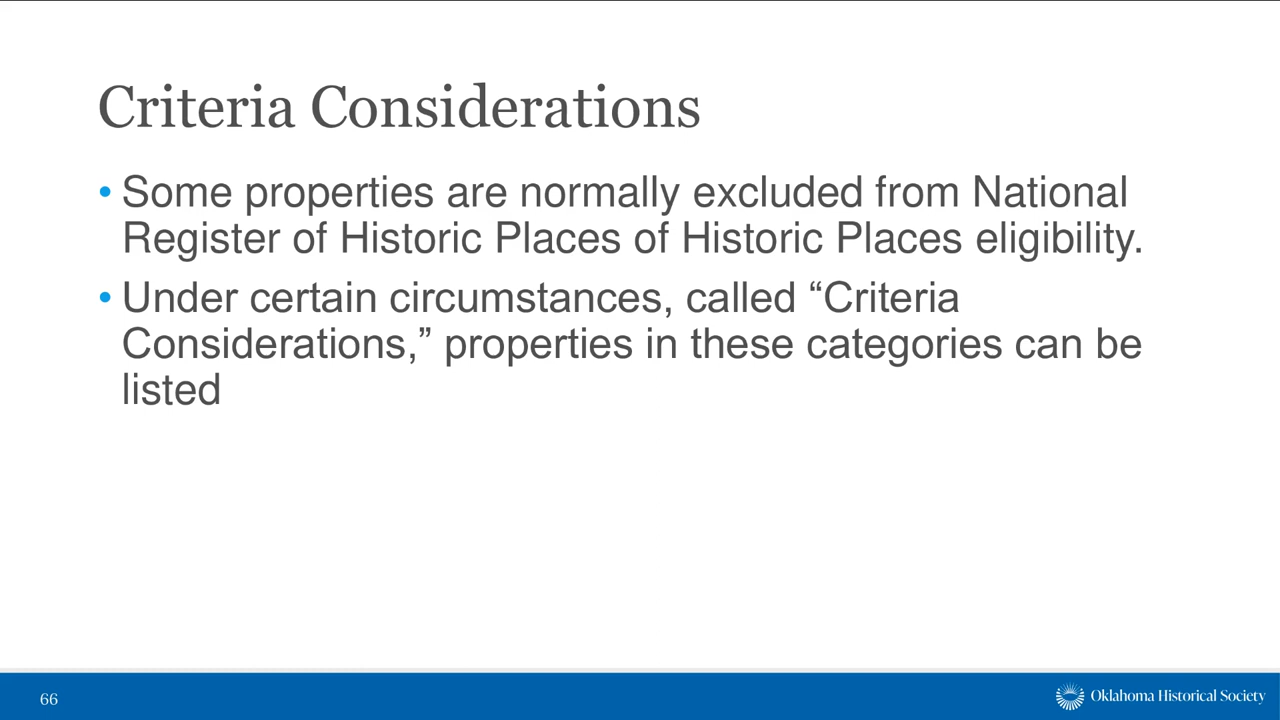 Criteria Considerations
• Some properties are normally excluded from National
Register of Historic Places of Historic Places eligibility.
• Under certain circumstances, called “Criteria
Considerations,” properties in these categories can be
listed
66
Oklahoma Historical Society